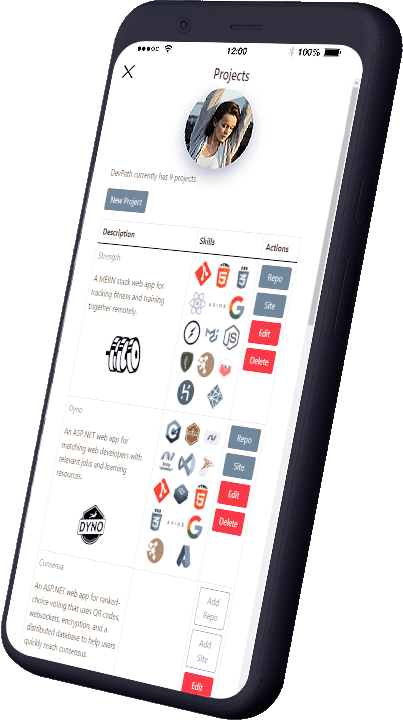 12:00
100%
Projects
DevPath currently has 9 projects.
New Project
Description Skills Actions
Strength
A MERN stack web app for
tracking fitness and training
together remotely.
AXIOS
Repo
Site
Edit
Delete
Dyno
An ASP.NET web app for
matching web developers with
relevant jobs and learning
resources.
DYNO
AXIOS
Repo
Site
Edit
Delete
Consensa
An ASP.NET web app for ranked-
choice voting that uses QR codes,
websockets, encryption, and a
distributed database to help users
quickly reach consensus.
Add
Site
Add
Repo
Edit